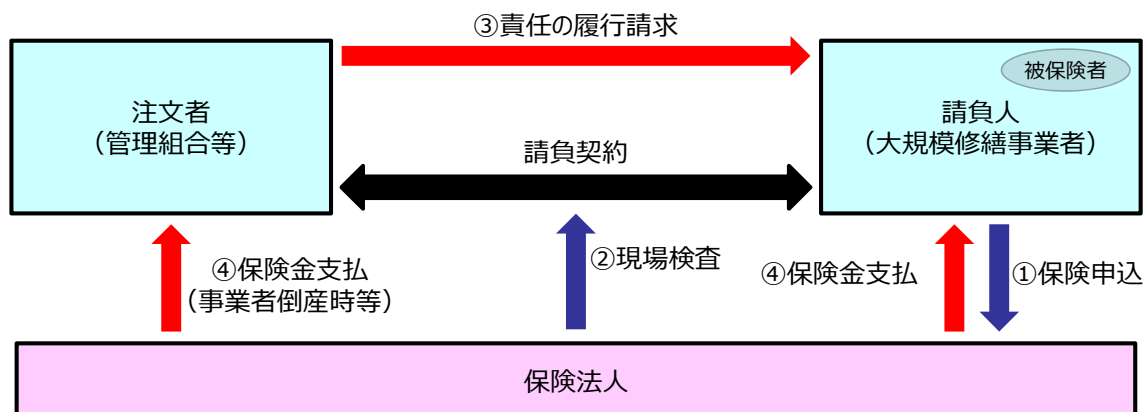 ③責任の履行請求
被保険者
注文者
（管理組合等）
請負人
（大規模修繕事業者）
請負契約
④保険金支払
（事業者倒産時等）
②現場検査
④保険金支払
①保険申込
保険法人